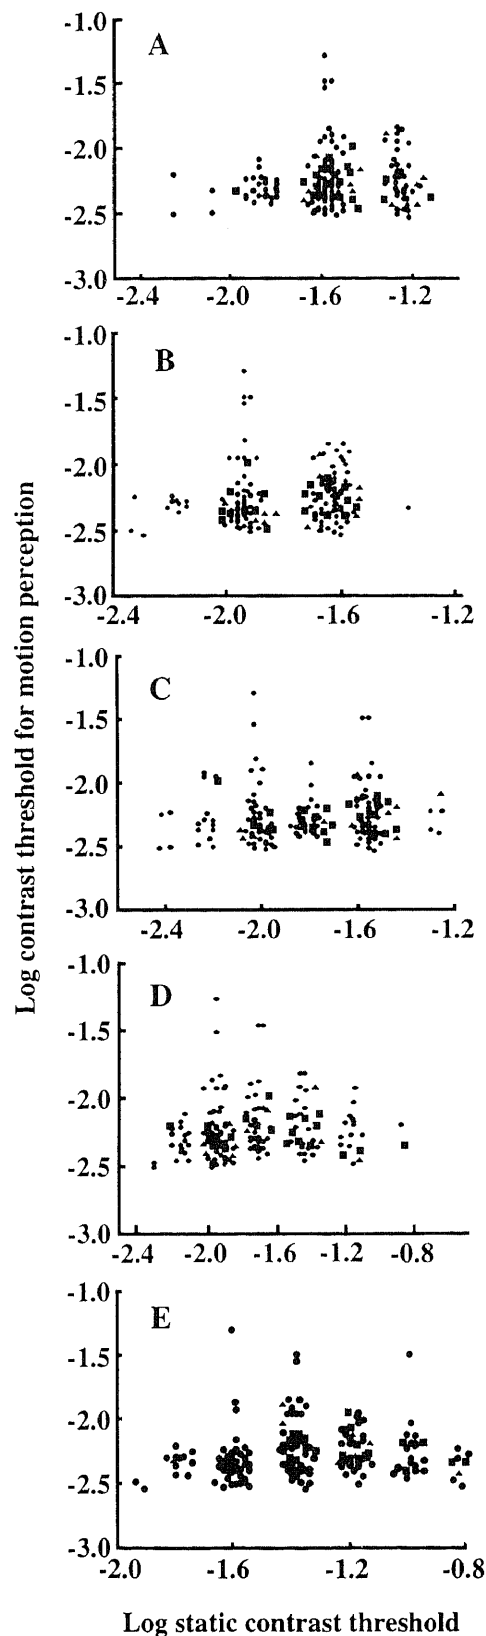 Log contrast threshold for motion perception
A
-1.0
-1.5
-2.0
-2.5
-3.0
-2.4 -2.0 -1.6 -1.2
B
-1.0
-1.5
-2.0
-2.5
-3.0
-2.4 -2.0 -1.6 -1.2
C
-1.0
-1.5
-2.0
-2.5
-3.0
-2.4 -2.0 -1.6 -1.2
D
-1.0
-1.5
-2.0
-2.5
-3.0
-2.4 -2.0 -1.6 -1.2 -0.8
E
-1.0
-1.5
-2.0
-2.5
-3.0
-2.0 -1.6 -1.2 -0.8
Log static contrast threshold